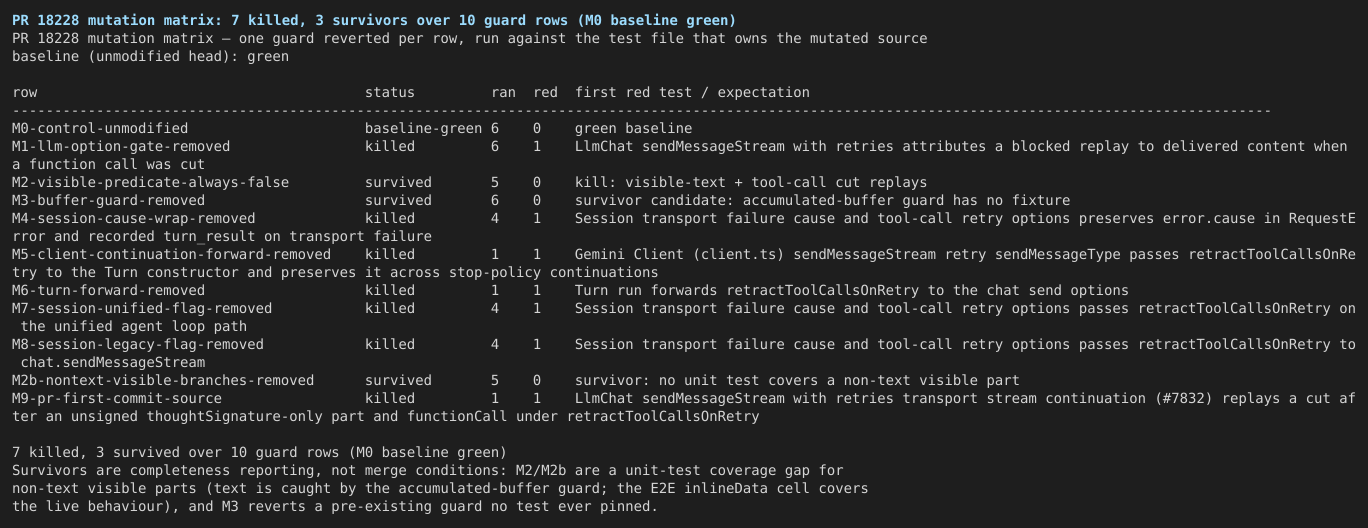 PR 18228 mutation matrix: 7 killed, 3 survivors over 10 guard rows (M0 baseline green)
PR 18228 mutation matrix — one guard reverted per row, run against the test file that owns the mutated source
baseline (unmodified head): green
row status ran red first red test / expectation
------------------------------------------------------------------------------------------------------------------------------------------------------
M0-control-unmodified baseline-green 6 0 green baseline
M1-llm-option-gate-removed killed 6 1 LlmChat sendMessageStream with retries attributes a blocked replay to delivered content when
a function call was cut
M2-visible-predicate-always-false survived 5 0 kill: visible-text + tool-call cut replays
M3-buffer-guard-removed survived 6 0 survivor candidate: accumulated-buffer guard has no fixture
M4-session-cause-wrap-removed killed 4 1 Session transport failure cause and tool-call retry options preserves error.cause in RequestE
rror and recorded turn_result on transport failure
M5-client-continuation-forward-removed killed 1 1 Gemini Client (client.ts) sendMessageStream retry sendMessageType passes retractToolCallsOnRe
try to the Turn constructor and preserves it across stop-policy continuations
M6-turn-forward-removed killed 1 1 Turn run forwards retractToolCallsOnRetry to the chat send options
M7-session-unified-flag-removed killed 4 1 Session transport failure cause and tool-call retry options passes retractToolCallsOnRetry on
the unified agent loop path
M8-session-legacy-flag-removed killed 4 1 Session transport failure cause and tool-call retry options passes retractToolCallsOnRetry to
chat.sendMessageStream
M2b-nontext-visible-branches-removed survived 5 0 survivor: no unit test covers a non-text visible part
M9-pr-first-commit-source killed 1 1 LlmChat sendMessageStream with retries transport stream continuation (#7832) replays a cut af
ter an unsigned thoughtSignature-only part and functionCall under retractToolCallsOnRetry
7 killed, 3 survived over 10 guard rows (M0 baseline green)
Survivors are completeness reporting, not merge conditions: M2/M2b are a unit-test coverage gap for
non-text visible parts (text is caught by the accumulated-buffer guard; the E2E inlineData cell covers
the live behaviour), and M3 reverts a pre-existing guard no test ever pinned.